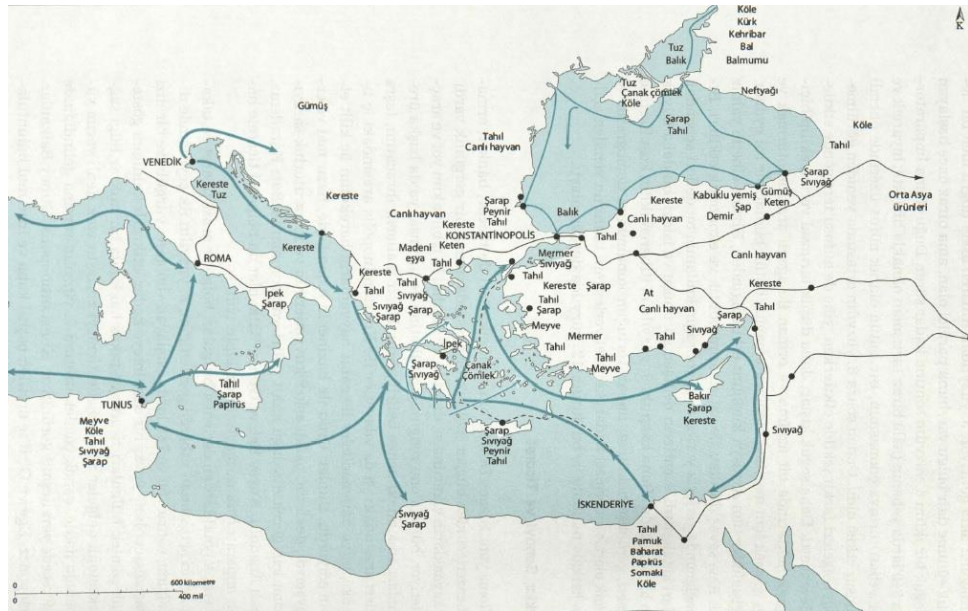 Köle
Kürk
Kehribar
Bal
Balmumu
K
Tuz
Balık
Tuz
Çanak çömlek
Köle
Neftyağı
Gümüş
Şarap
Tahıl
Köle
Tahıl
Tahıl
Canlı hayvan
VENEDİK
Kereste
Tuz
Kereste
Şarap
Peynir
Tahıl
Balık
Kereste
Kabuklu yemiş
Şap
Demir
Gümüş
Keten
Şarap
Sıvıyağ
Orta Asya
ürünleri
Canlı hayvan
Kereste
KONSTANTİNOPOLİS
Keten
Tahıl
Canlı hayvan
Tahıl
Kereste
ROMA
Madeni
eşya
Tahıl
Mermer
Sıvıyağ
Tahıl
Canlı hayvan
Kereste
Tahıl
Sıvıyağ
Şarap
Sıvıyağ
Şarap
Kereste
Şarap
At
Canlı hayvan
Kereste
İpek
Şarap
Tahıl
Şarap
Meyve
Tahıl
Mermer
Tahıl
Sıvıyağ
Şarap
Tahıl
İpek
Şarap
Sıvıyağ
Çanak
Çömlek
Tahıl
Meyve
Tahıl
Şarap
Papirüs
Bakır
Şarap
Kereste
TUNUS
Meyve
Köle
Tahıl
Sıvıyağ
Şarap
Şarap
Sıvıyağ
Peynir
Tahıl
Sıvıyağ
Sıvıyağ
Şarap
İSKENDERİYE
Tahıl
Pamuk
Baharat
Papirüs
Somaki
Köle
0
600 kilometre
0
400 mil